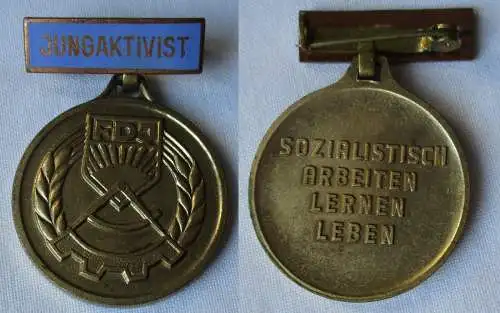 JUNGAKTIVIST
FDJ
SOZIALISTISCH
ARBEITEN
LERNEN
LEBEN